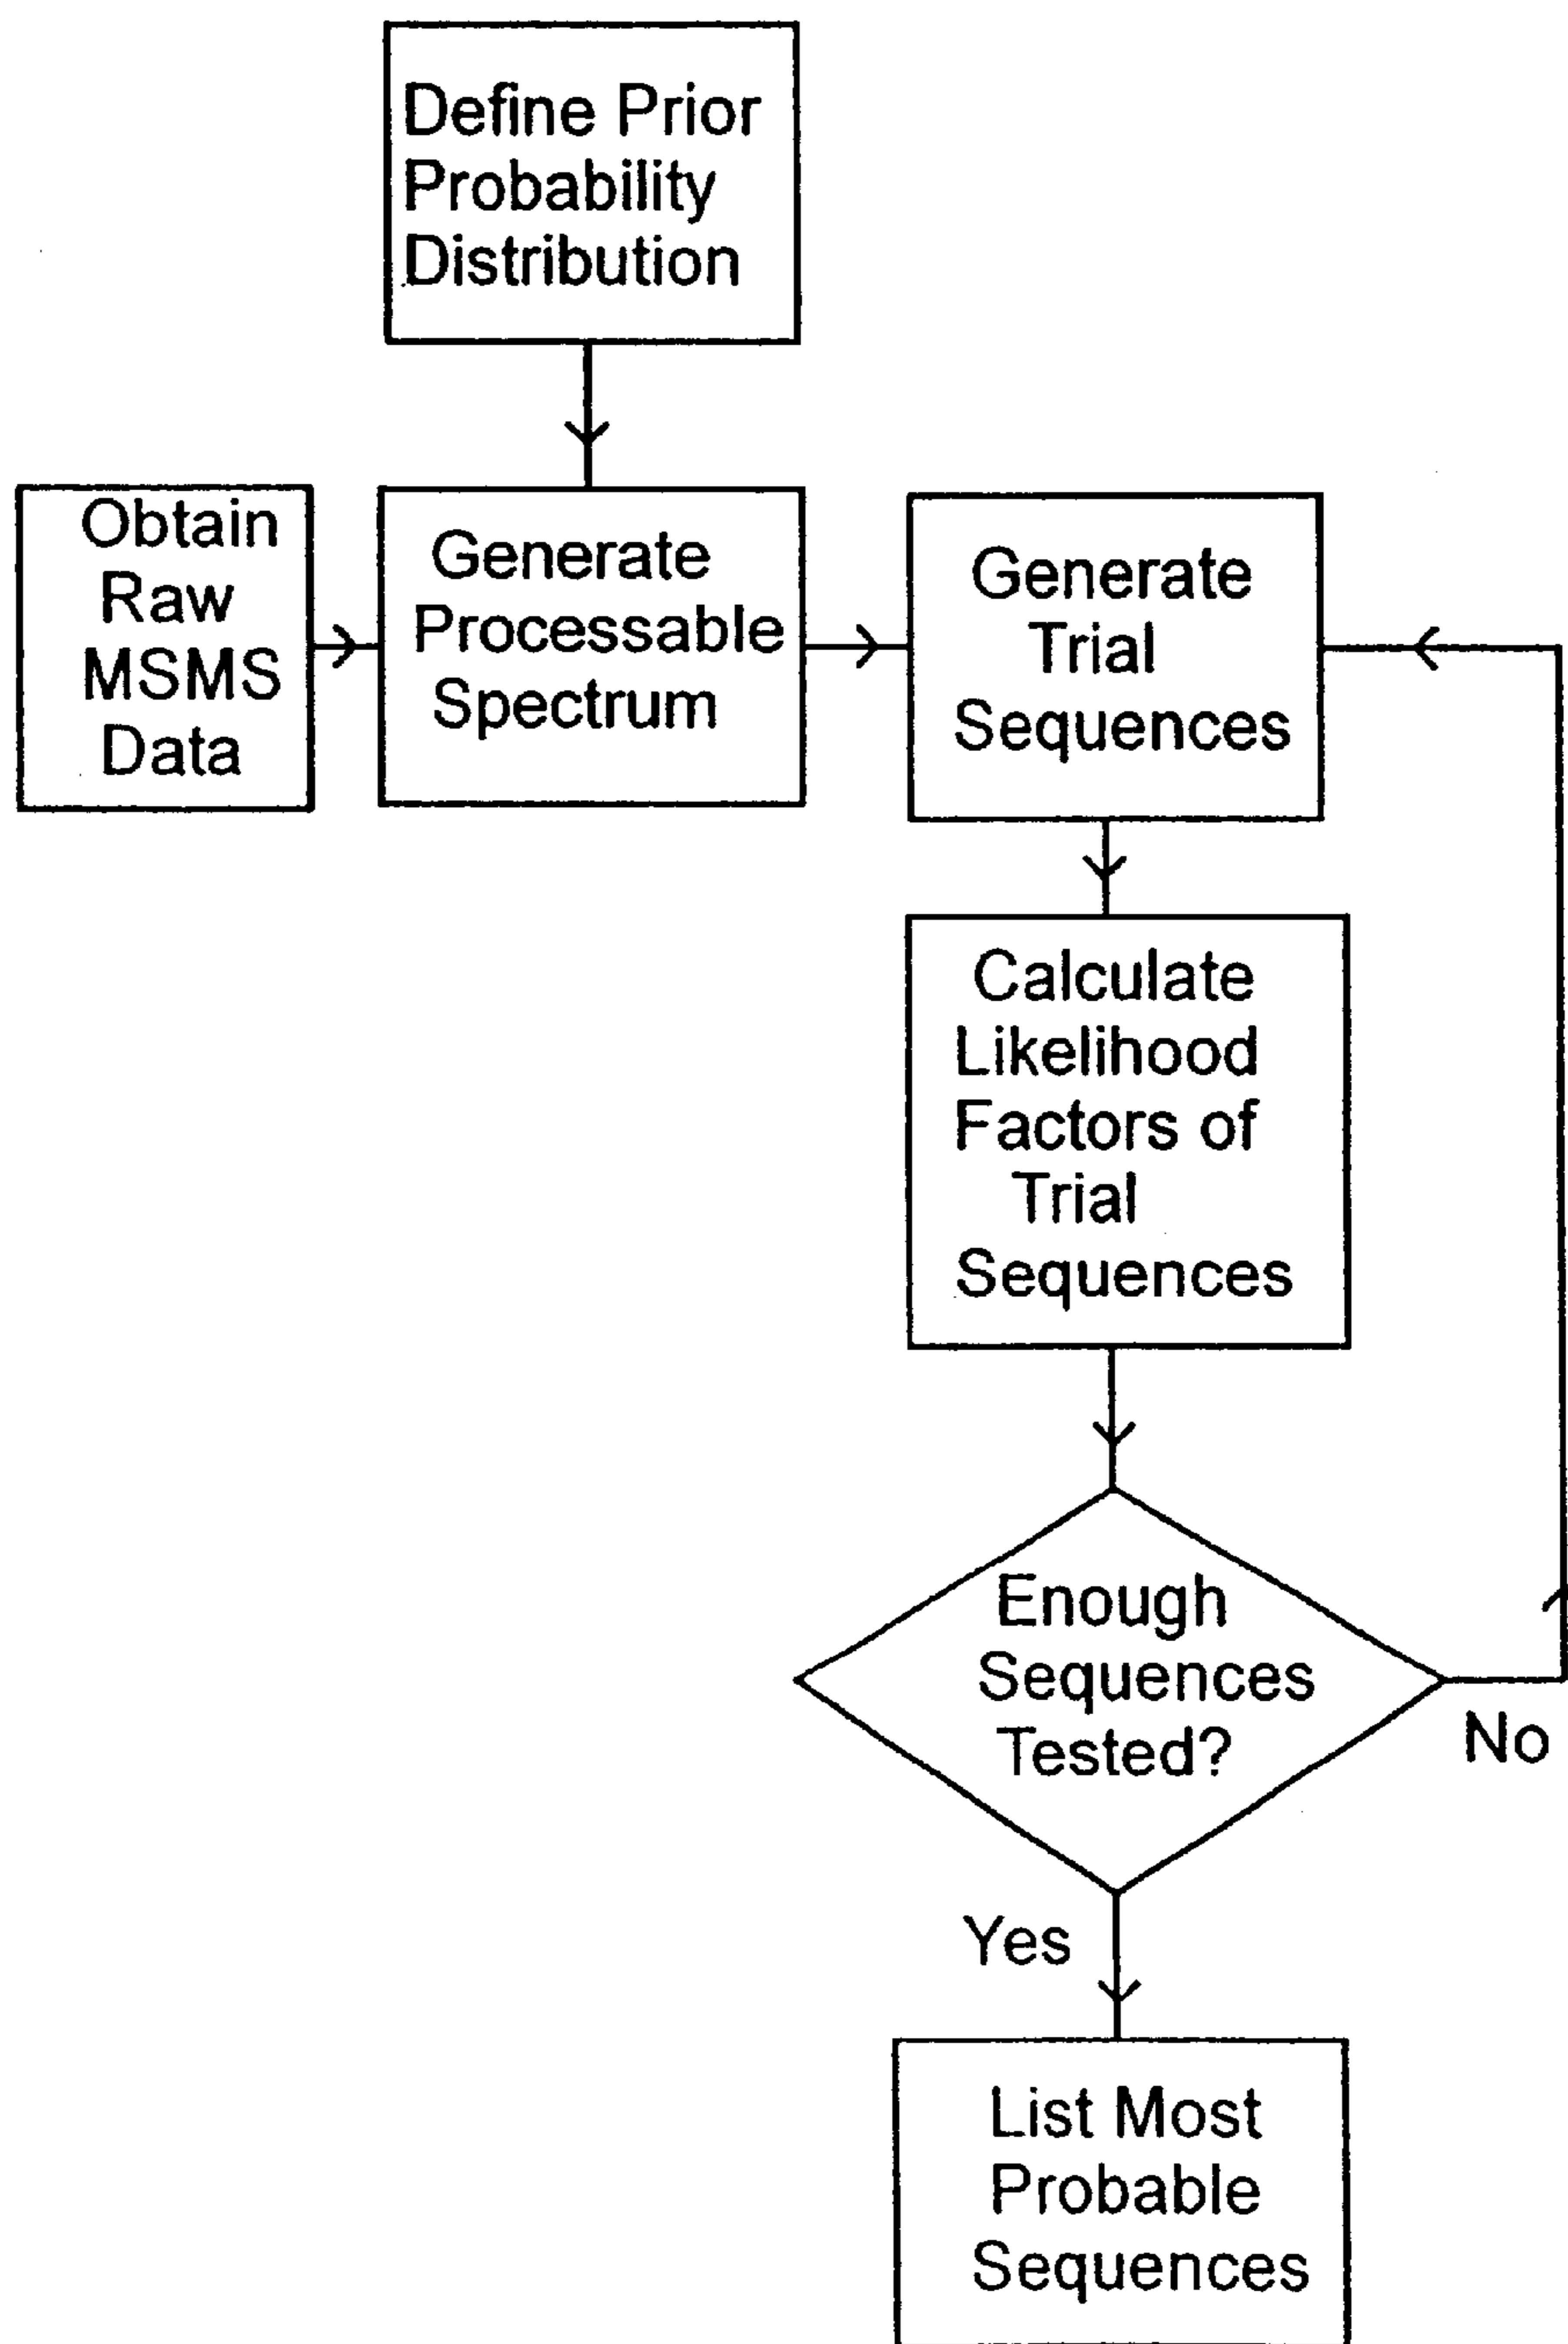 Define Prior
Probability
Distribution
Obtain
Raw
MSMS
Data
Generate
Processable
Spectrum
Generate
Trial
Sequences
Calculate
Likelihood
Factors of
Trial
Sequences
Enough
Sequences
Tested?
No
Yes
List Most
Probable
Sequences